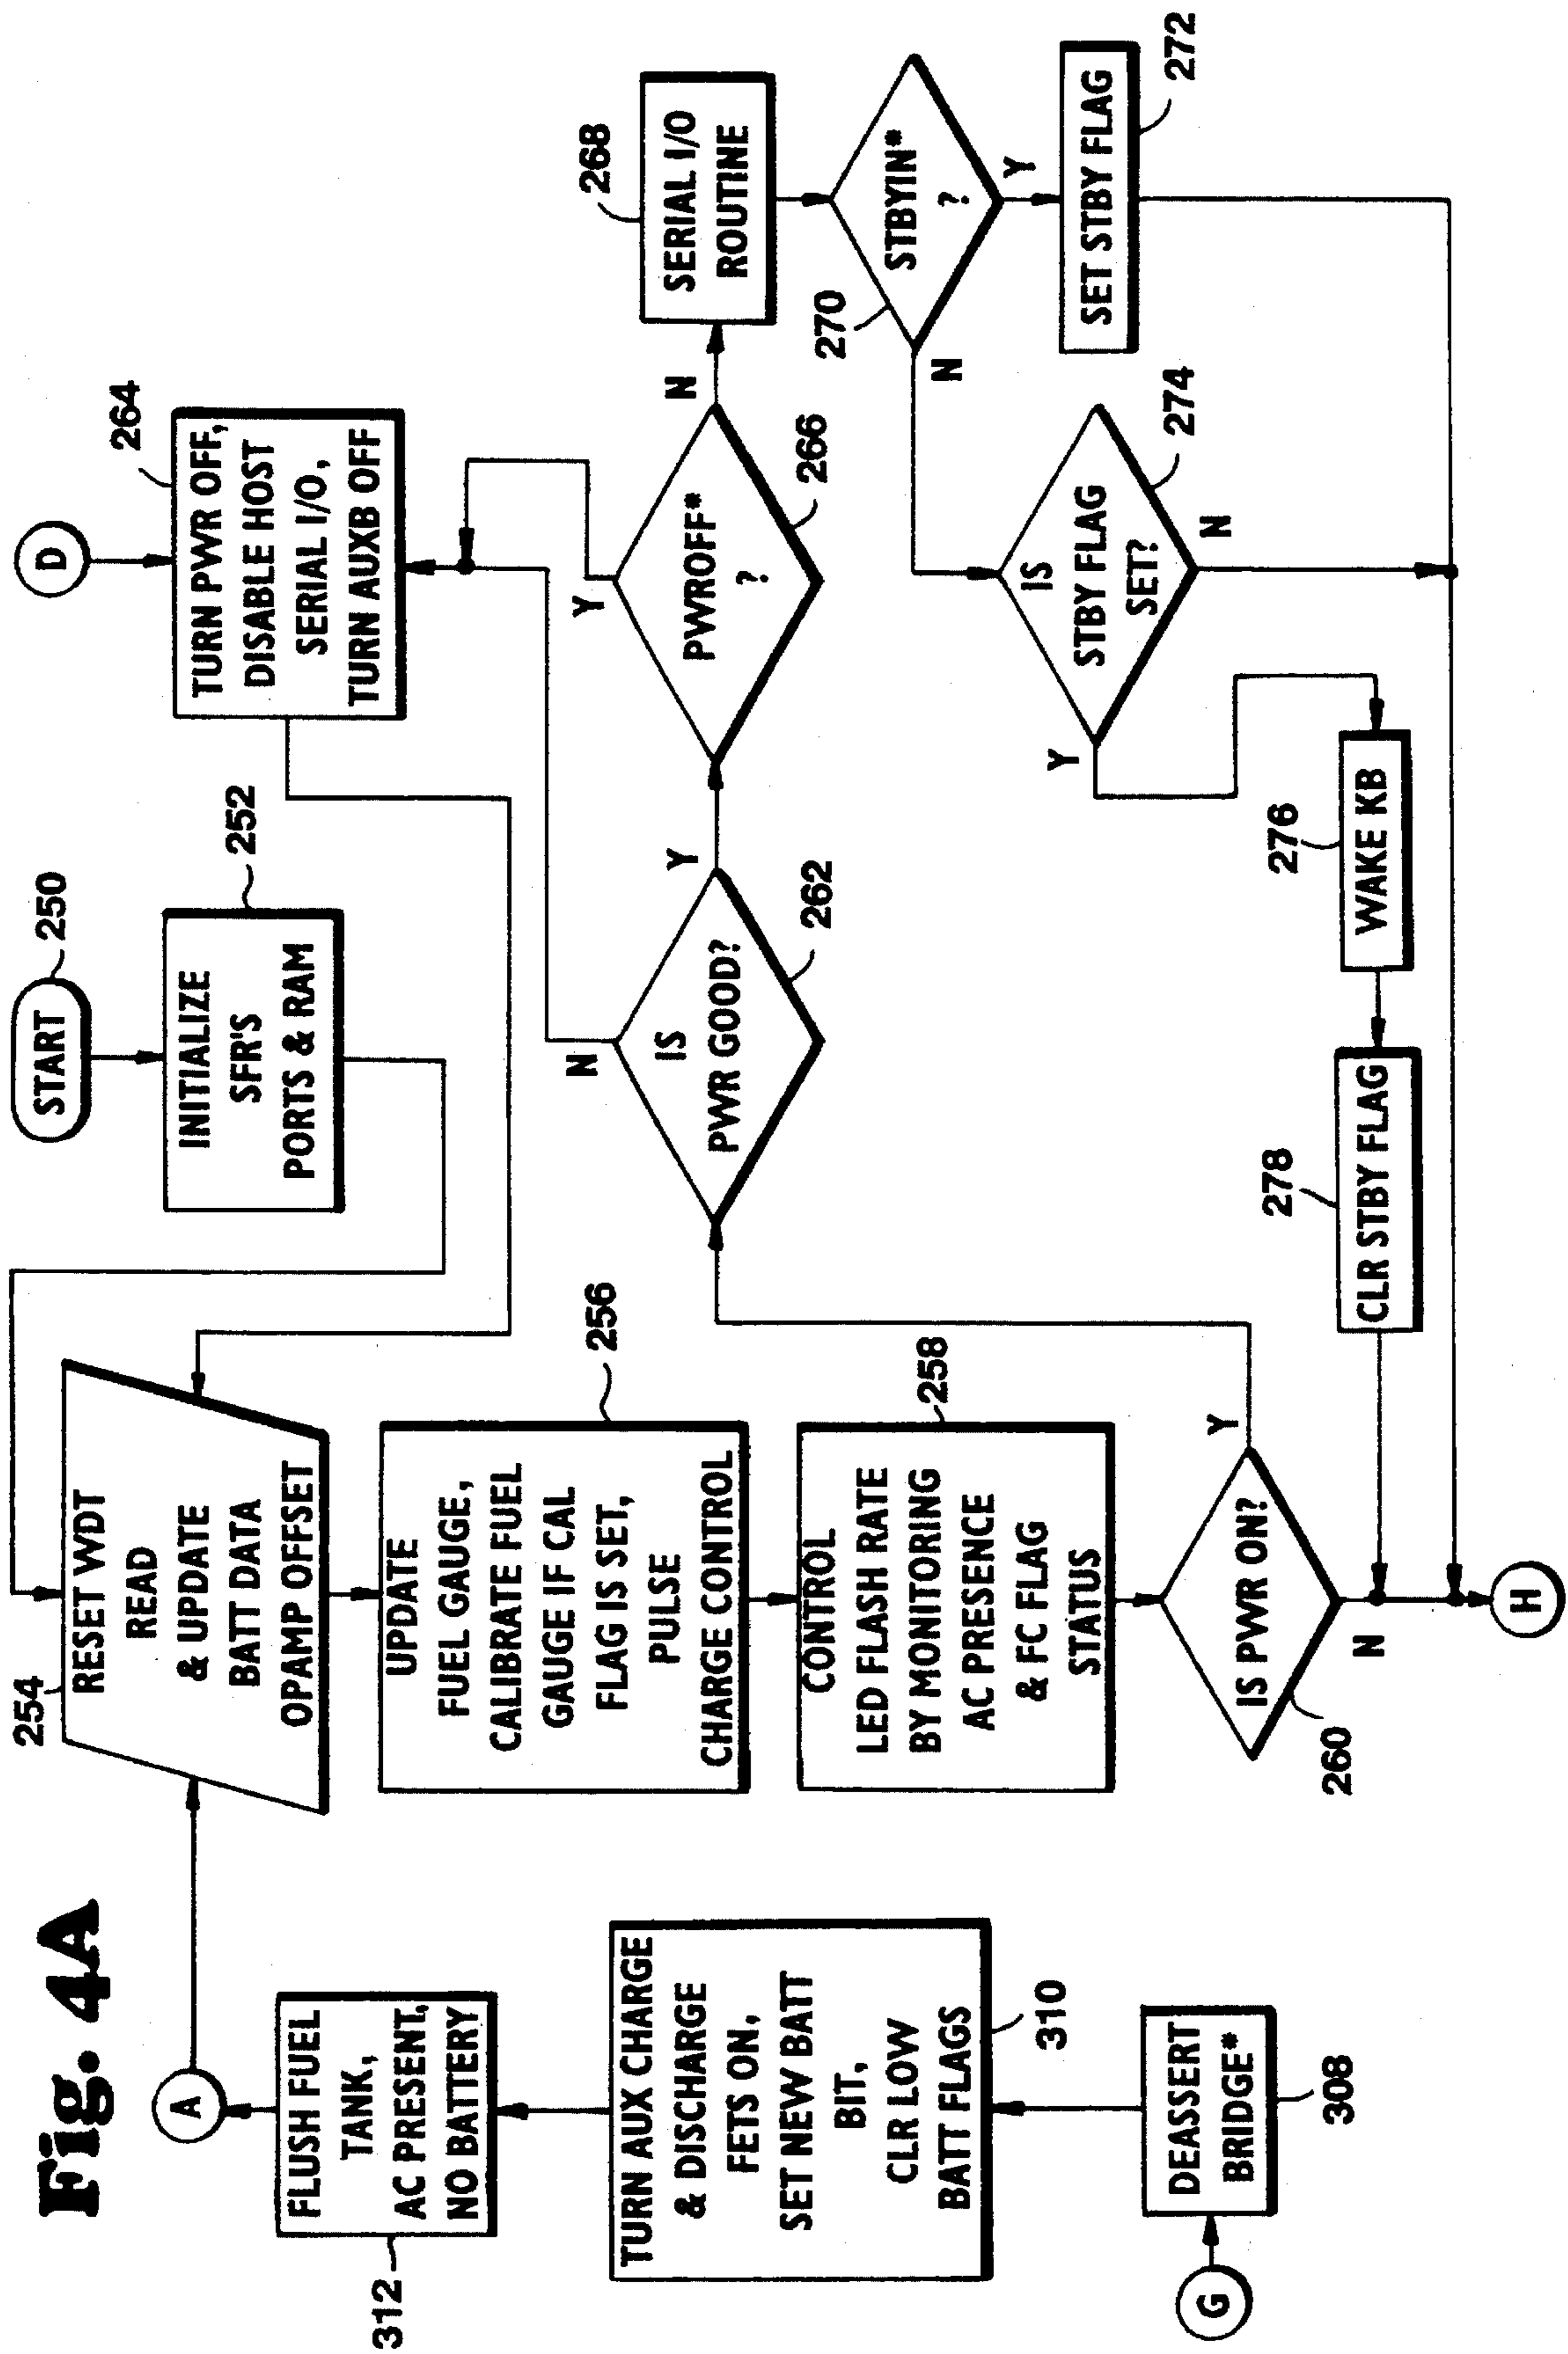 Fig. 4A
START
250
INITIALIZE
SFR'S
PORTS & RAM
252
254
RESET WDT
READ
& UPDATE
BATT DATA
OPAMP OFFSET
UPDATE
FUEL GAUGE,
CALIBRATE FUEL
GAUGE IF CAL
FLAG IS SET,
PULSE
CHARGE CONTROL
256
CONTROL
LED FLASH RATE
BY MONITORING
AC PRESENCE
& FC FLAG
STATUS
258
IS PWR ON?
260
Y
N
H
IS
PWR GOOD?
262
N
Y
D
TURN PWR OFF,
DISABLE HOST
SERIAL I/O,
TURN AUXB OFF
264
PWROFF*
?
266
Y
N
SERIAL I/O
ROUTINE
268
STBYIN*
?
270
N
Y
SET STBY FLAG
272
IS
STBY FLAG
SET?
274
Y
N
WAKE KB
276
CLR STBY FLAG
278
A
FLUSH FUEL
TANK,
AC PRESENT,
NO BATTERY
312
TURN AUX CHARGE
& DISCHARGE
FETS ON,
SET NEW BATT
BIT,
CLR LOW
BATT FLAGS
310
DEASSERT
BRIDGE*
308
G